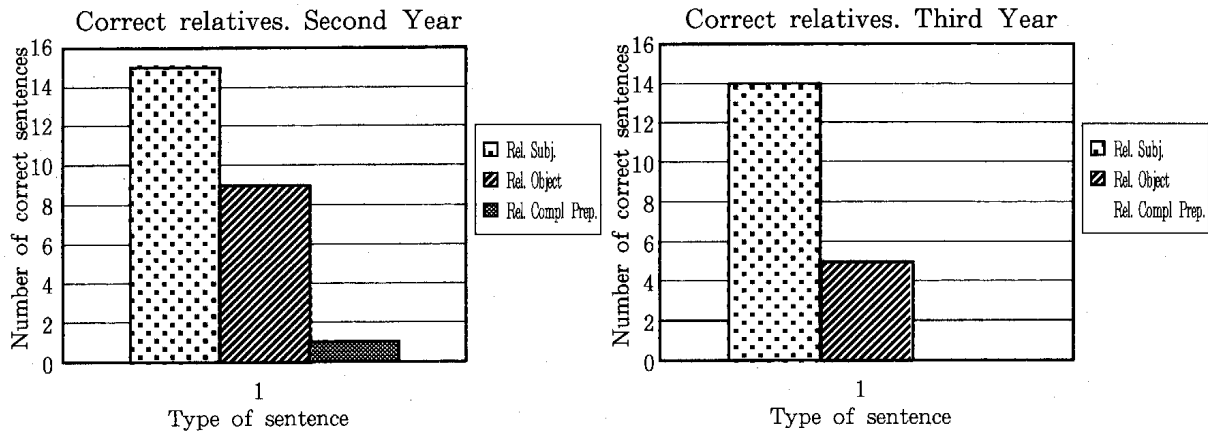 Correct relatives. Second Year
Number of correct sentences
16
14
12
10
8
6
4
2
0
1
Type of sentence
Rel. Subj.
Rel. Object
Rel. Compl Prep.
Correct relatives. Third Year
Number of correct sentences
16
14
12
10
8
6
4
2
0
1
Type of sentence
Rel. Subj.
Rel. Object
Rel. Compl Prep.